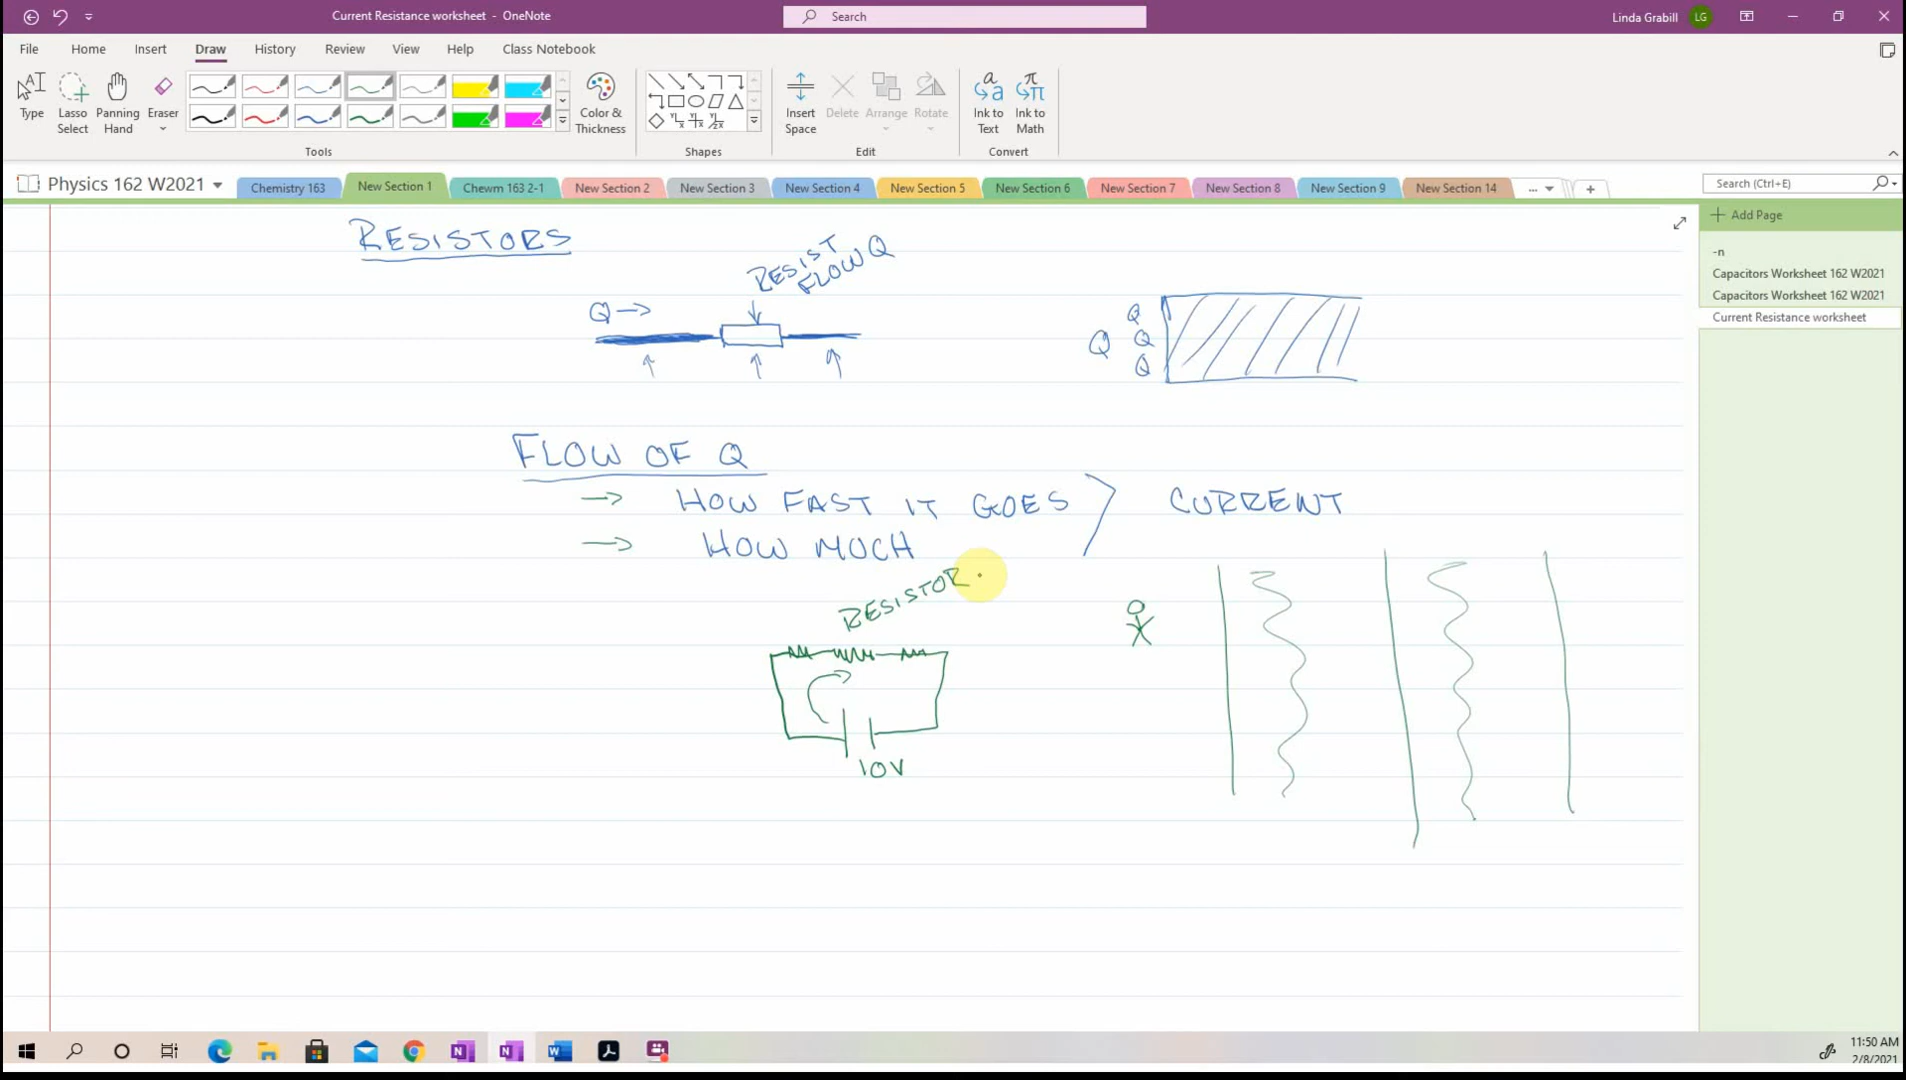 Current Resistance worksheet - OneNote
Search
Linda Grabill
LG
File Home Insert Draw History Review View Help Class Notebook
Type
Lasso Select
Panning Hand
Eraser
Color & Thickness
Insert Space
Delete
Arrange
Rotate
Ink to Text
Ink to Math
Tools
Shapes
Edit
Convert
Physics 162 W2021
Chemistry 163
New Section 1
Chewm 163 2-1
New Section 2
New Section 3
New Section 4
New Section 5
New Section 6
New Section 7
New Section 8
New Section 9
New Section 14
...
Search (Ctrl+E)
Add Page
-n
Capacitors Worksheet 162 W2021
Capacitors Worksheet 162 W2021
Current Resistance worksheet
RESISTORS
RESIST
FLOW Q
Q →
Q
Q
Q
Q
FLOW OF Q
→ HOW FAST IT GOES
CURRENT
→ HOW MUCH
RESISTOR
10V
11:50 AM
2/8/2021